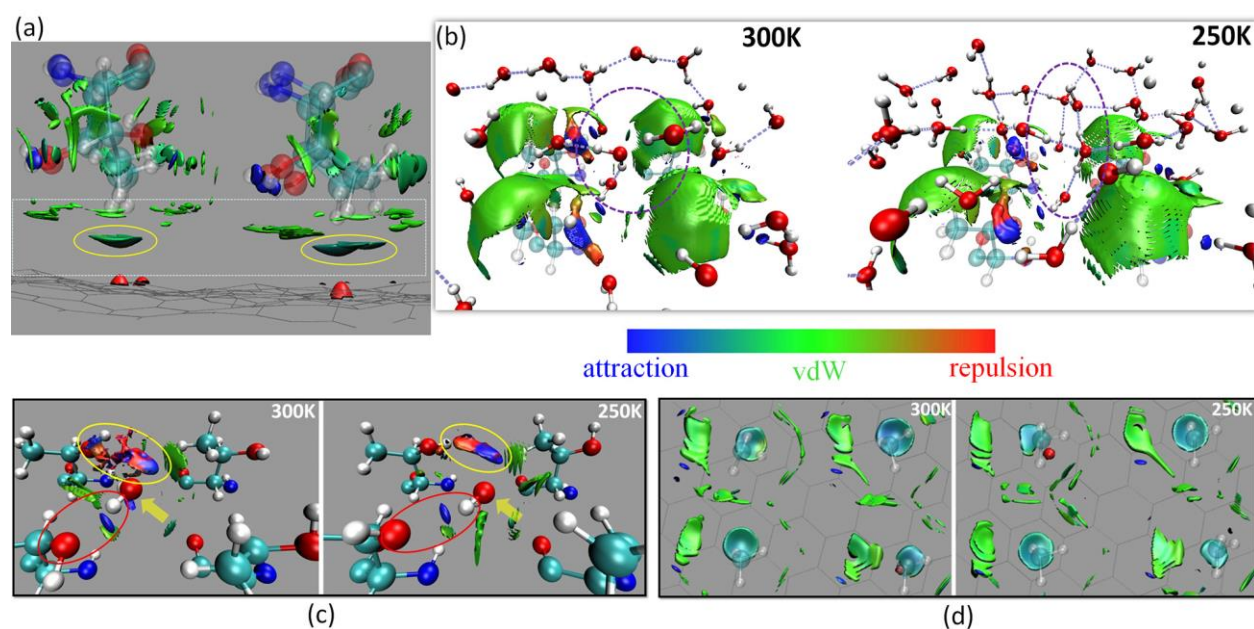 (a)
(b)
300K
250K
attraction
vdW
repulsion
300K
250K
300K
250K
(c)
(d)